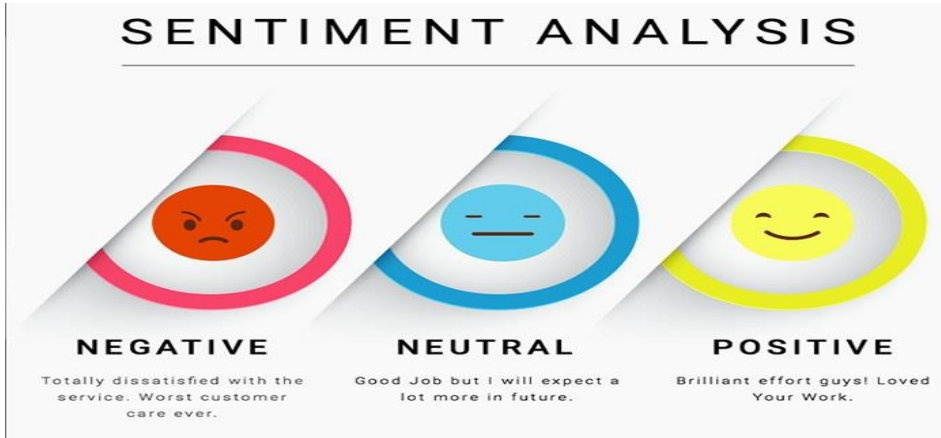 SENTIMENT ANALYSIS
NEGATIVE
Totally dissatisfied with the
service. Worst customer
care ever.
NEUTRAL
Good Job but I will expect a
lot more in future.
POSITIVE
Brilliant effort guys! Loved
Your Work.